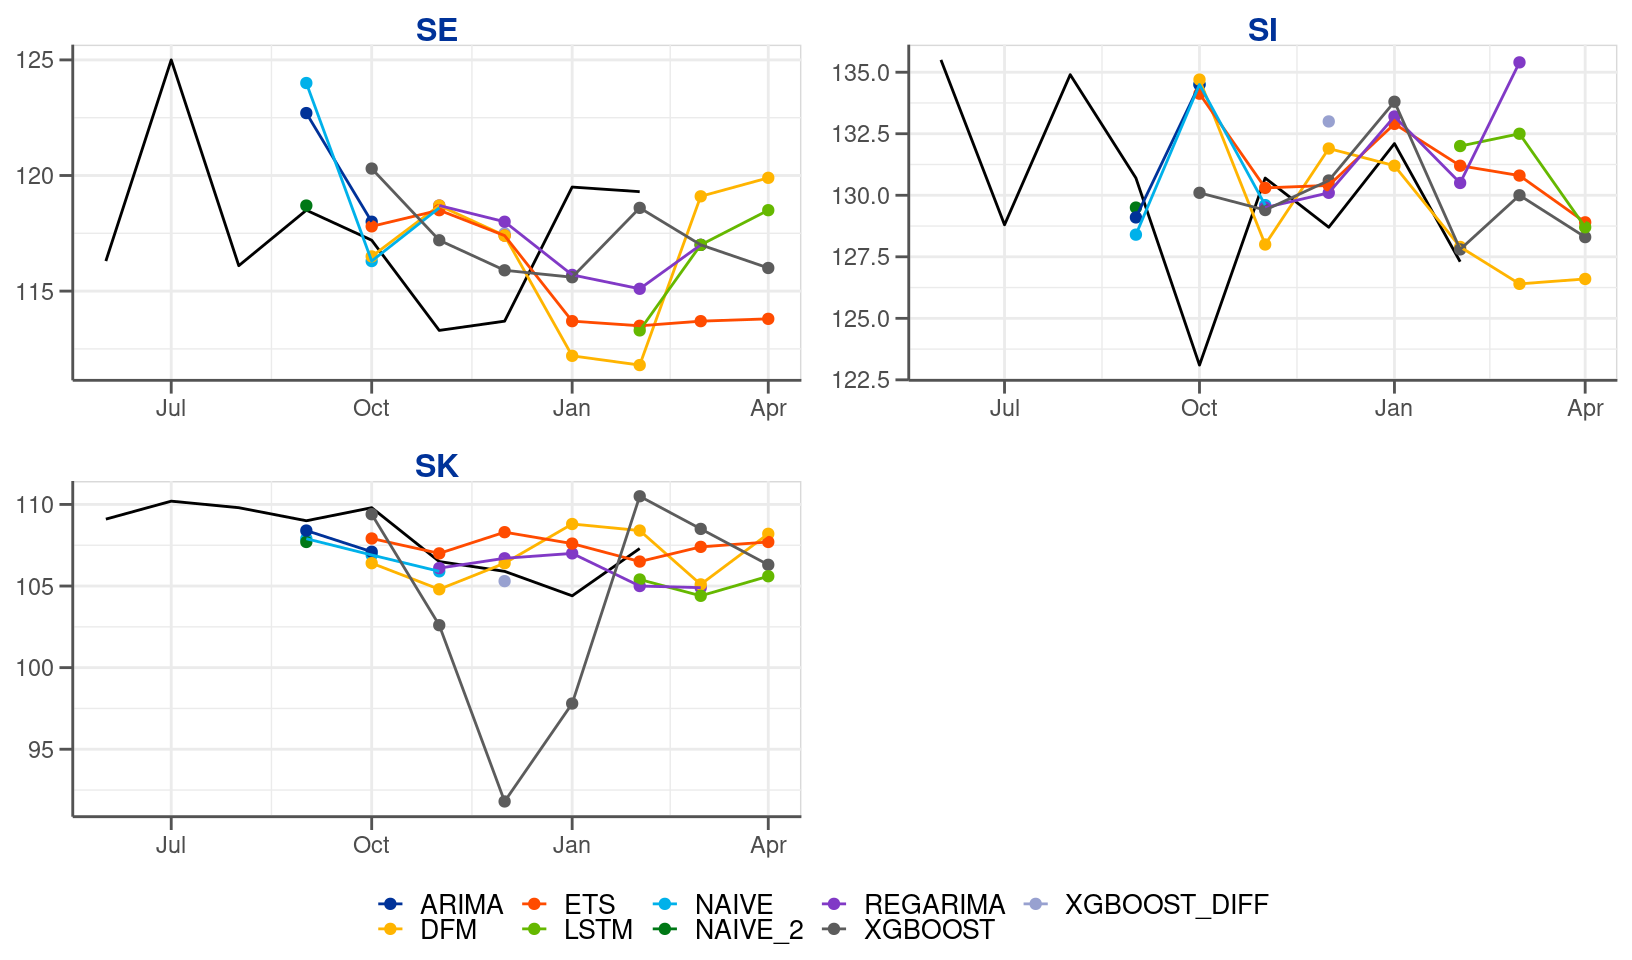 SE
125
120
115
Jul Oct Jan Apr
SI
135.0
132.5
130.0
127.5
125.0
122.5
Jul Oct Jan Apr
SK
110
105
100
95
Jul Oct Jan Apr
ARIMA ETS NAIVE REGARIMA XGBOOST_DIFF
DFM LSTM NAIVE_2 XGBOOST